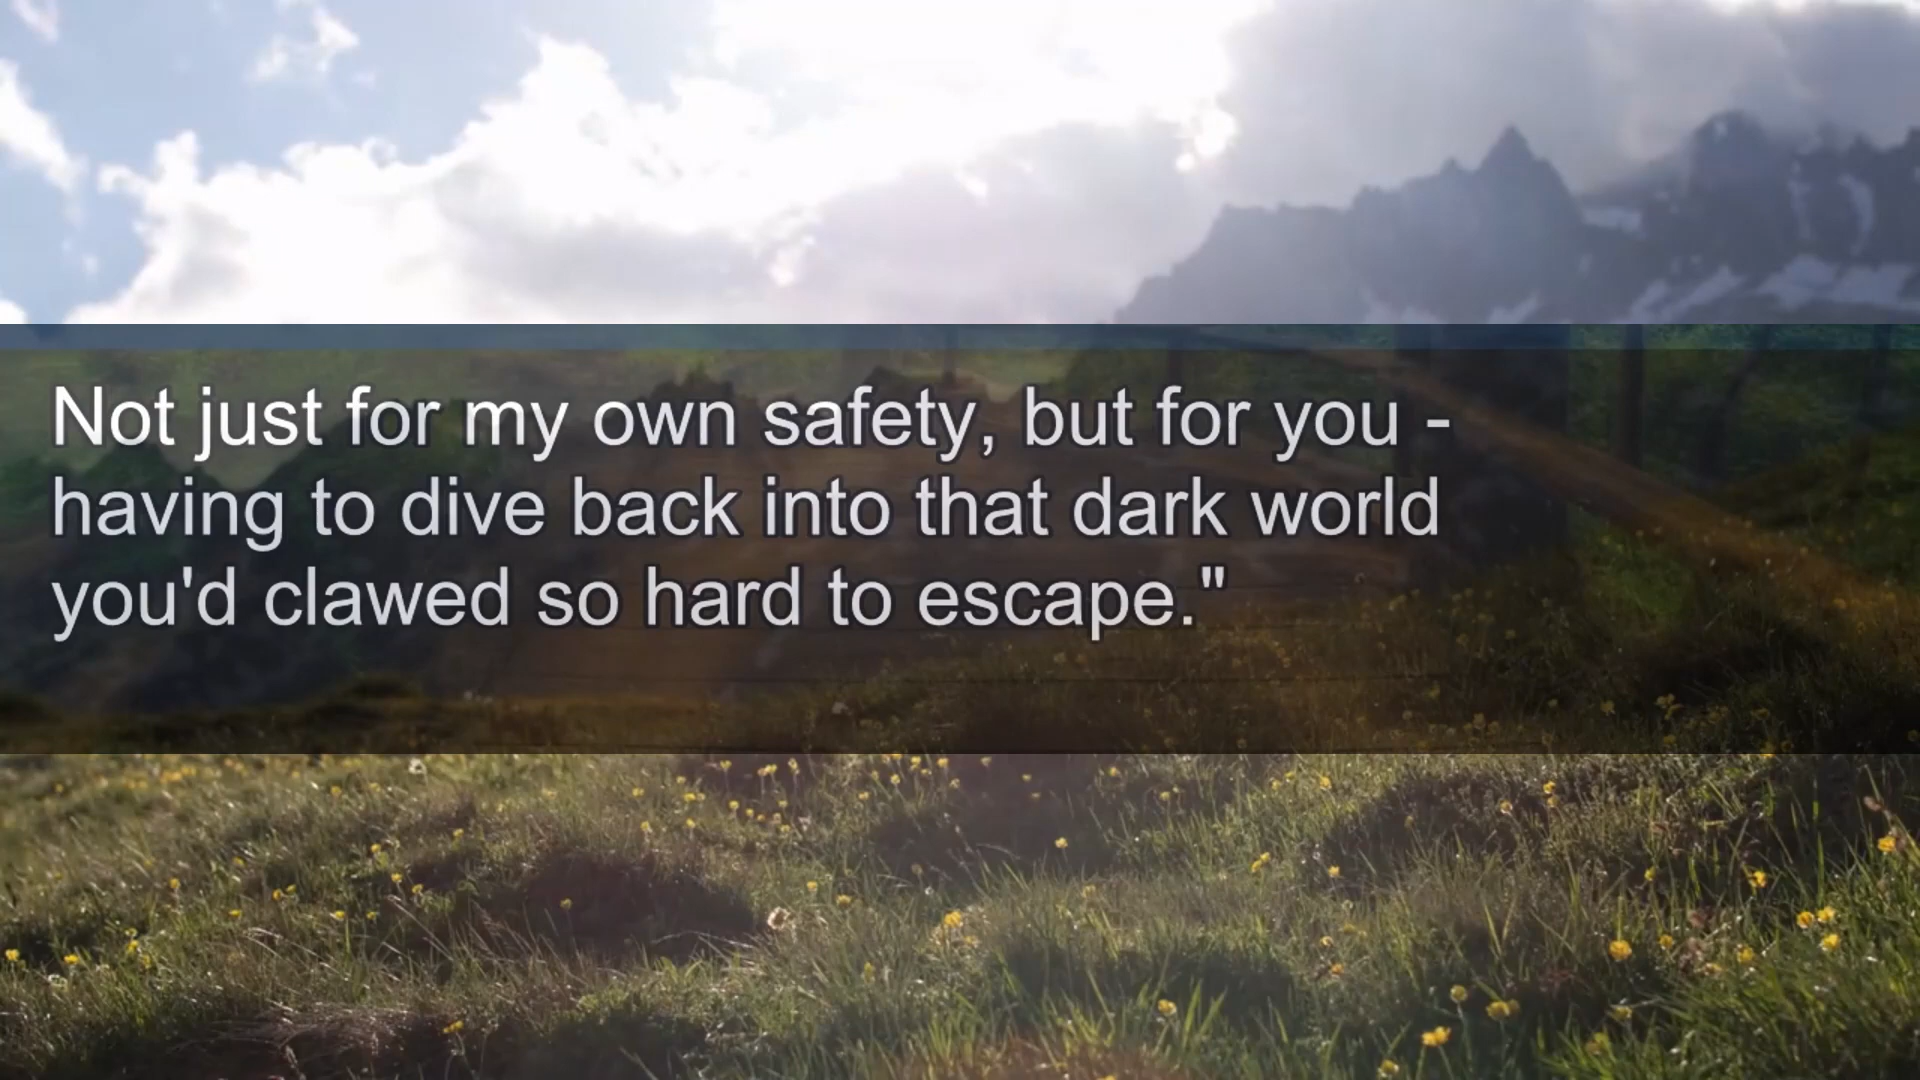 Not just for my own safety, but for you -
having to dive back into that dark world
you'd clawed so hard to escape."